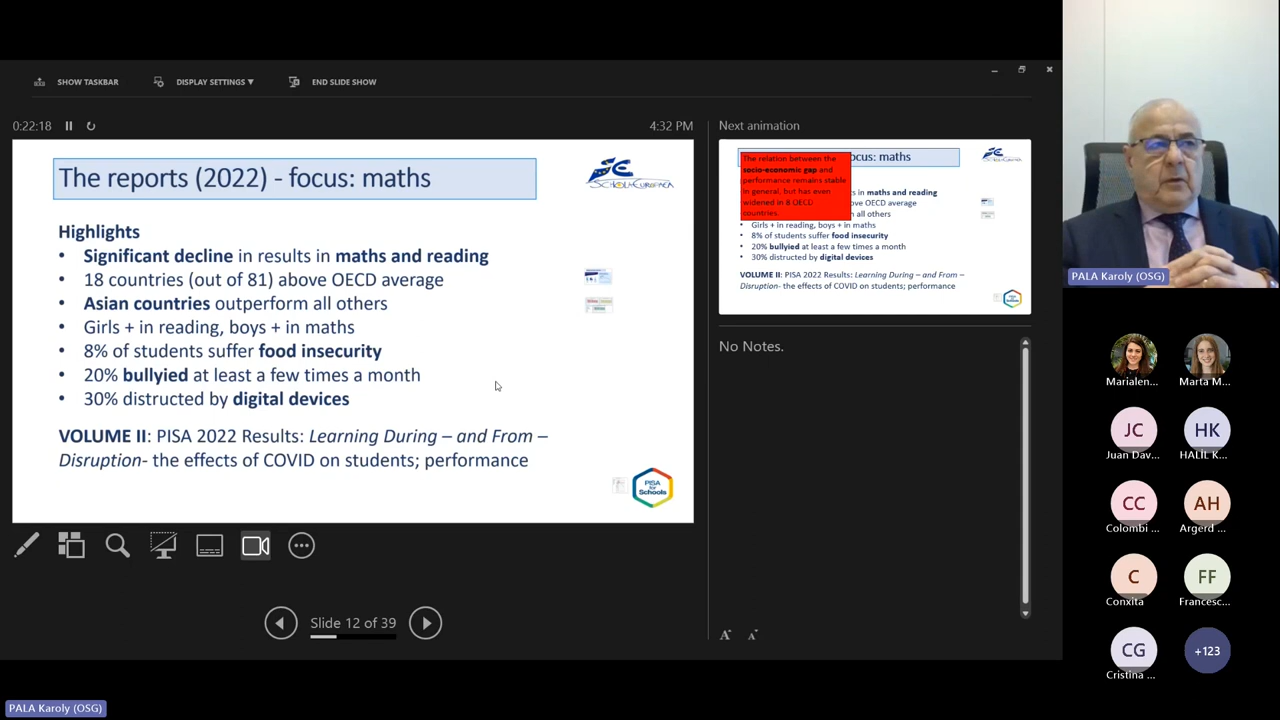 SHOW TASKBAR
DISPLAY SETTINGS ▼
END SLIDE SHOW
0:22:18
4:32 PM
The reports (2022) - focus: maths
SCHOLA EUROPAEA
Highlights
• Significant decline in results in maths and reading
• 18 countries (out of 81) above OECD average
• Asian countries outperform all others
• Girls + in reading, boys + in maths
• 8% of students suffer food insecurity
• 20% bullyied at least a few times a month
• 30% distracted by digital devices
VOLUME II: PISA 2022 Results: Learning During – and From –
Disruption- the effects of COVID on students; performance
PISA
for
Schools
Slide 12 of 39
Next animation
The relation between the
socio-economic gap and
performance remains stable
in general, but has even
widened in 8 OECD
countries.
ocus: maths
s in maths and reading
ove OECD average
n all others
Girls + in reading, boys + in maths
• 8% of students suffer food insecurity
• 20% bullyied at least a few times a month
• 30% distracted by digital devices
VOLUME II: PISA 2022 Results: Learning During – and From –
Disruption- the effects of COVID on students; performance
No Notes.
A
A
PALA Karoly (OSG)
Marialen...
Marta M...
JC
Juan Dav...
HK
HALİL K...
CC
Colombi ...
AH
Argerd ...
C
Conxita
FF
Francesc...
CG
Cristina ...
+123
PALA Karoly (OSG)